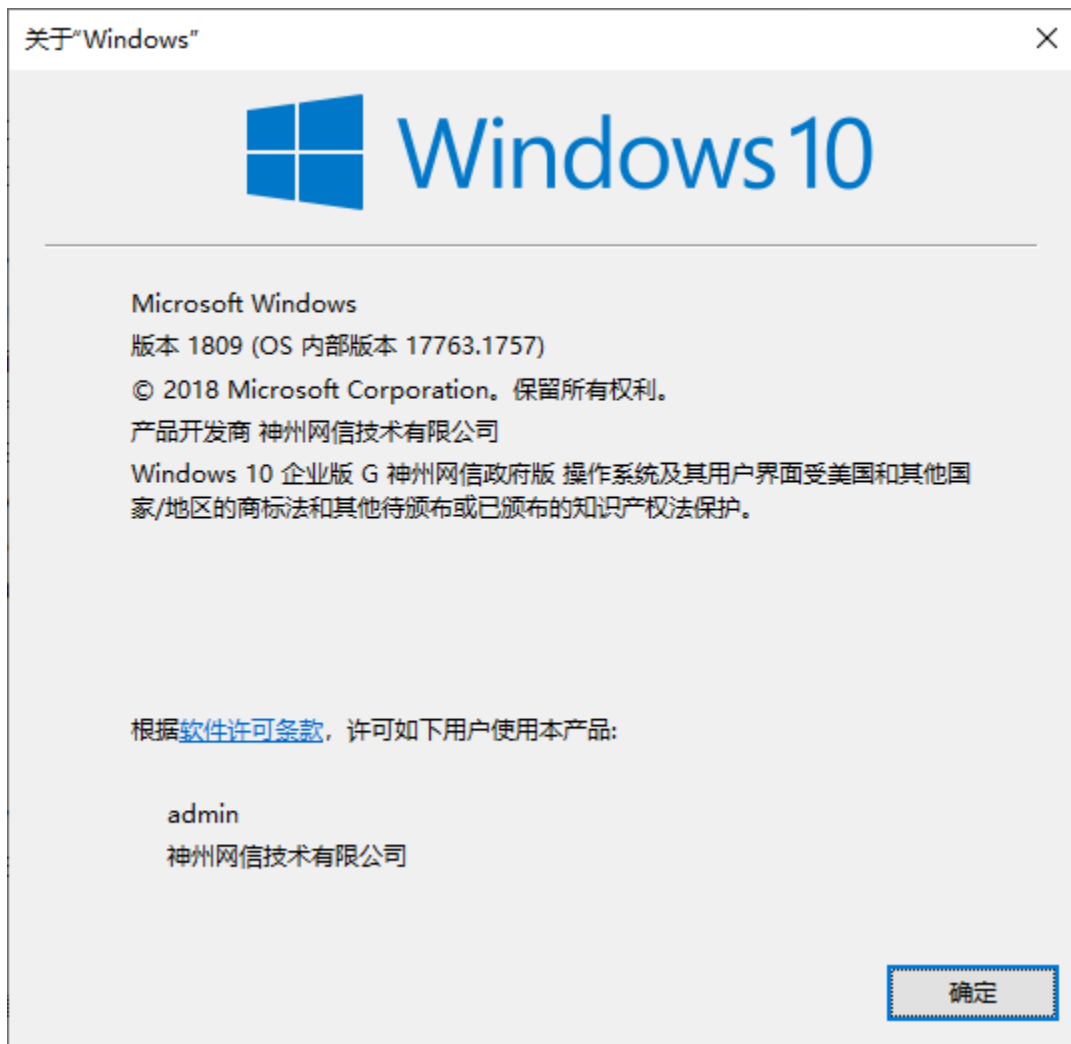 关于“Windows”
Windows 10
Microsoft Windows
版本 1809 (OS 内部版本 17763.1757)
© 2018 Microsoft Corporation。保留所有权利。
产品开发商 神州网信技术有限公司
Windows 10 企业版 G 神州网信政府版 操作系统及其用户界面受美国和其他国
家/地区的商标法和其他待颁布或已颁布的知识产权法保护。
根据软件许可条款，许可如下用户使用本产品:
admin
神州网信技术有限公司
确定